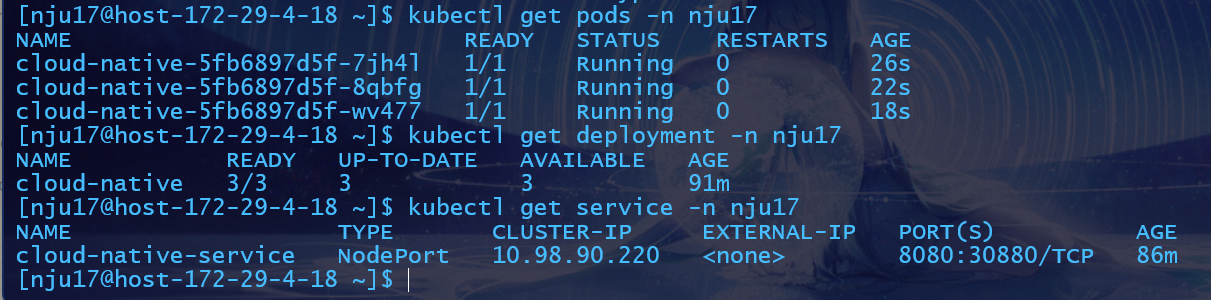 [nju17@host-172-29-4-18 ~]$ kubectl get pods -n nju17
NAME READY STATUS RESTARTS AGE
cloud-native-5fb6897d5f-7jh4l 1/1 Running 0 26s
cloud-native-5fb6897d5f-8qbfg 1/1 Running 0 22s
cloud-native-5fb6897d5f-wv477 1/1 Running 0 18s
[nju17@host-172-29-4-18 ~]$ kubectl get deployment -n nju17
NAME READY UP-TO-DATE AVAILABLE AGE
cloud-native 3/3 3 3 91m
[nju17@host-172-29-4-18 ~]$ kubectl get service -n nju17
NAME TYPE CLUSTER-IP EXTERNAL-IP PORT(S) AGE
cloud-native-service NodePort 10.98.90.220 <none> 8080:30880/TCP 86m
[nju17@host-172-29-4-18 ~]$